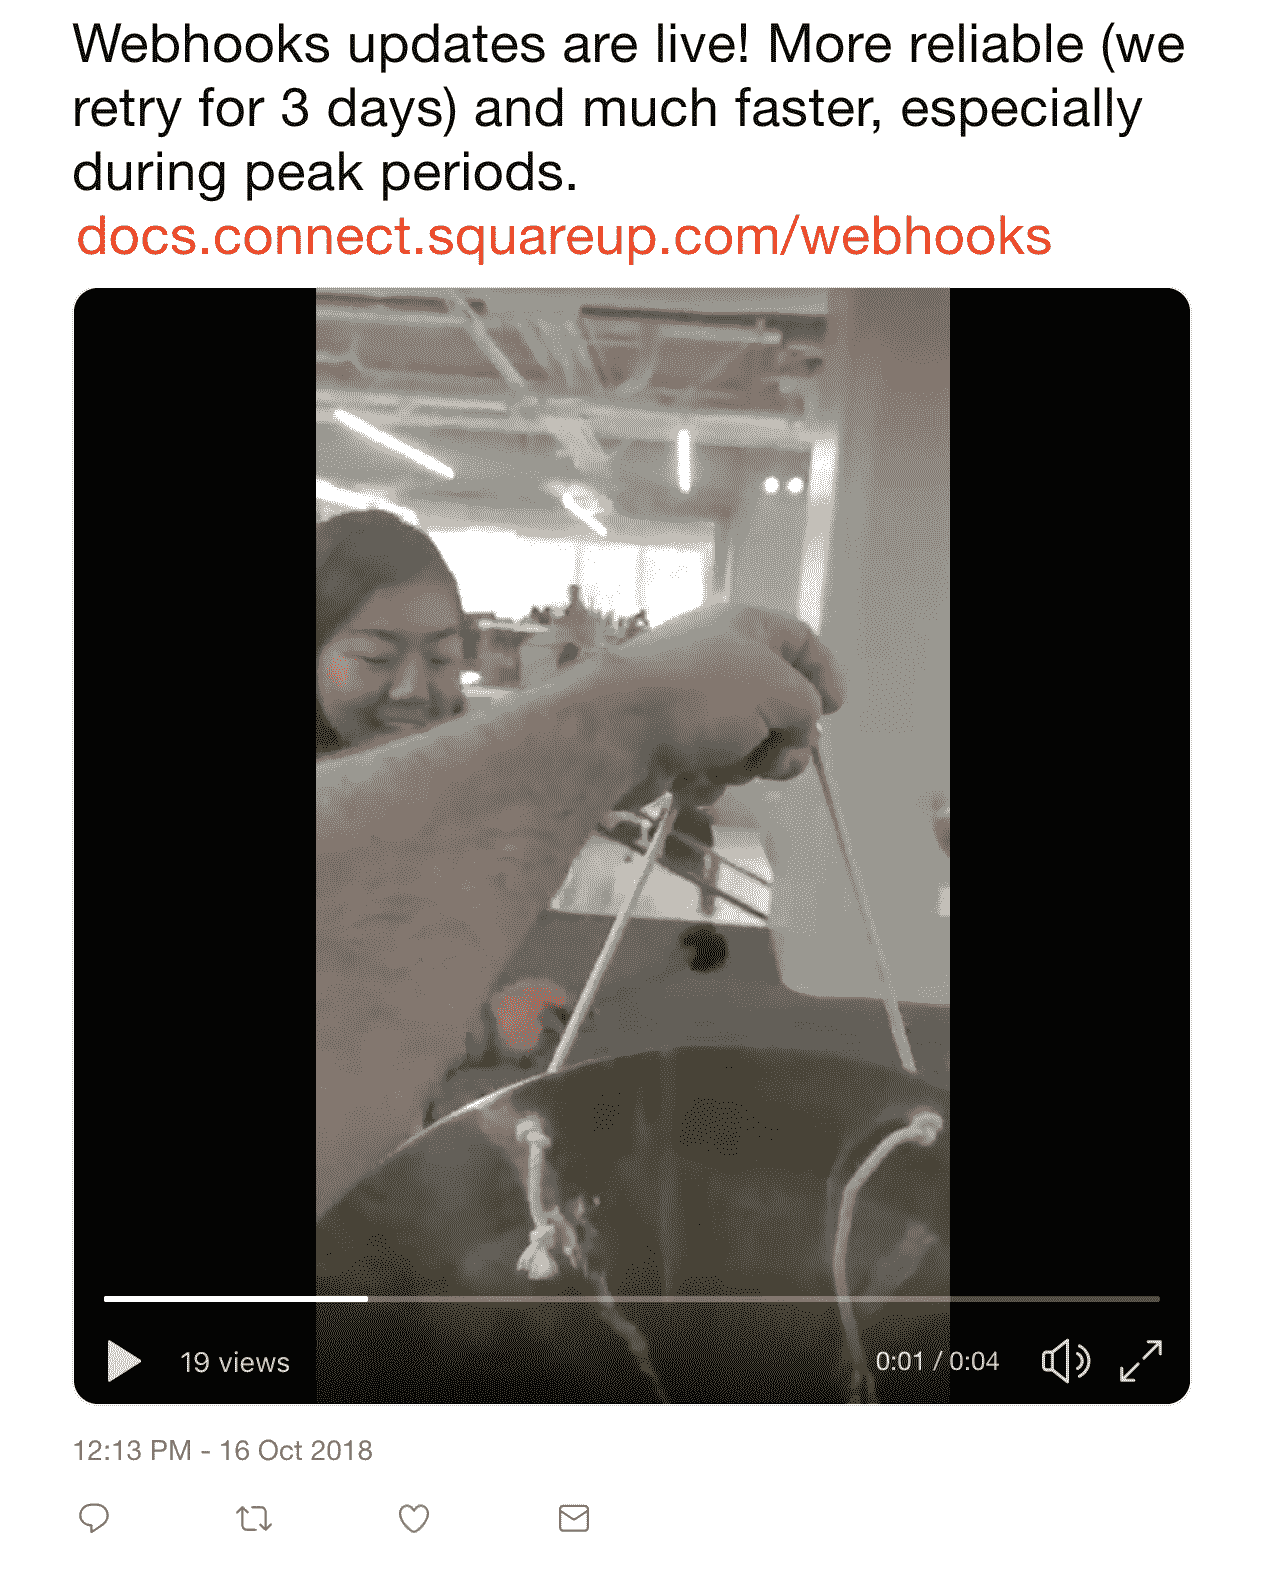 Webhooks updates are live! More reliable (we
retry for 3 days) and much faster, especially
during peak periods.
docs.connect.squareup.com/webhooks
19 views
0:01 / 0:04
12:13 PM - 16 Oct 2018